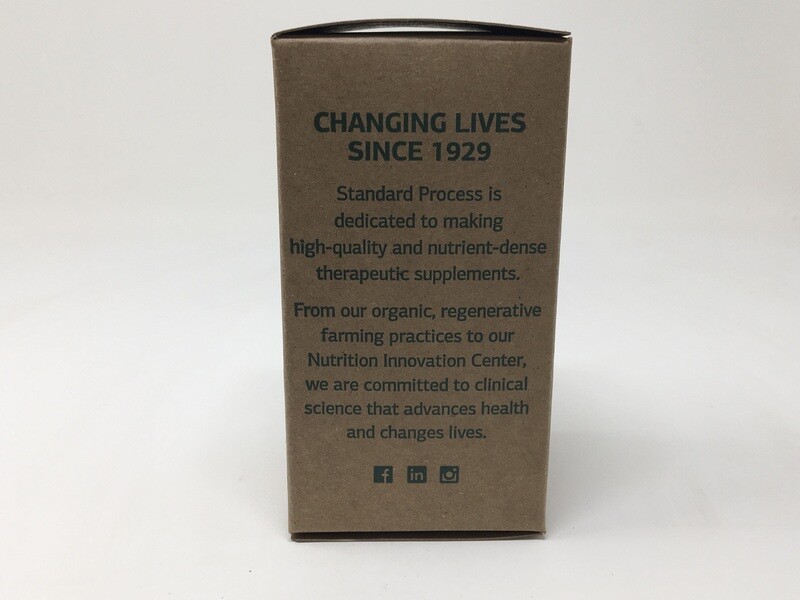 CHANGING LIVES
SINCE 1929
Standard Process is
dedicated to making
high-quality and nutrient-dense
therapeutic supplements.
From our organic, regenerative
farming practices to our
Nutrition Innovation Center,
we are committed to clinical
science that advances health
and changes lives.